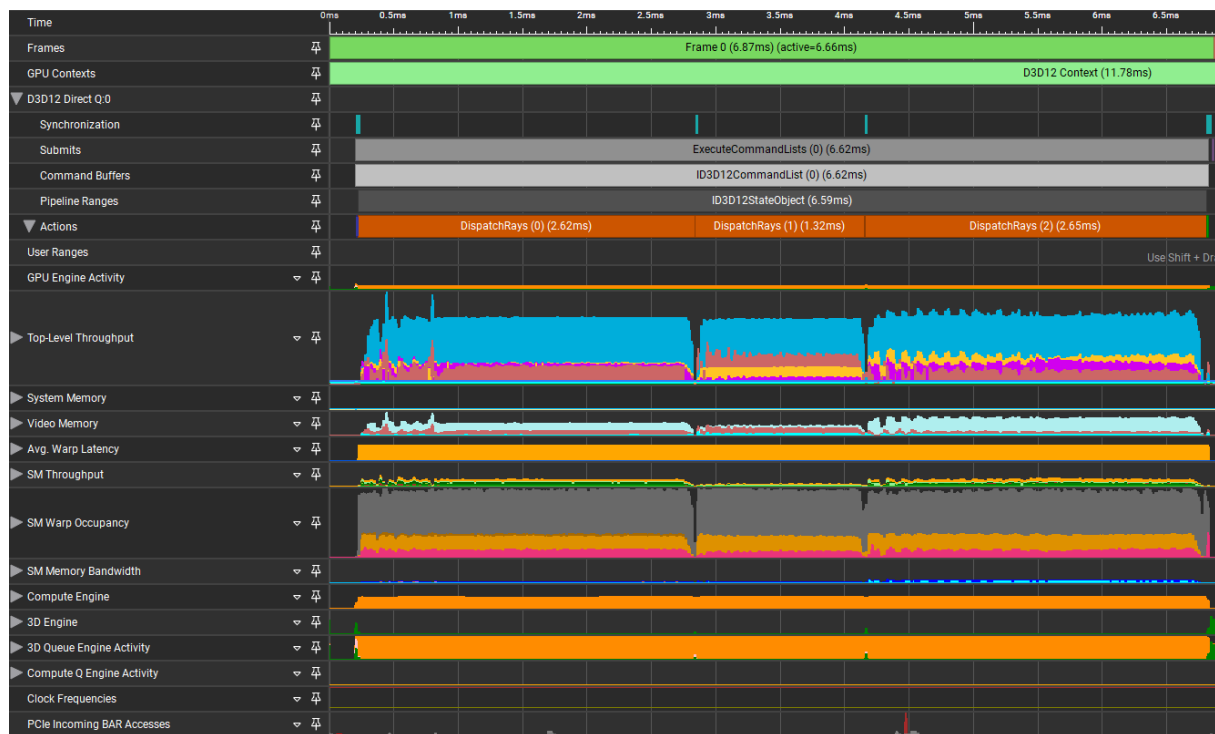 Time 0ms 0.5ms 1ms 1.5ms 2ms 2.5ms 3ms 3.5ms 4ms 4.5ms 5ms 5.5ms 6ms 6.5ms
Frames Frame 0 (6.87ms) (active=6.66ms)
GPU Contexts D3D12 Context (11.78ms)
D3D12 Direct Q:0
Synchronization
Submits ExecuteCommandLists (0) (6.62ms)
Command Buffers ID3D12CommandList (0) (6.62ms)
Pipeline Ranges ID3D12StateObject (6.59ms)
Actions DispatchRays (0) (2.62ms) DispatchRays (1) (1.32ms) DispatchRays (2) (2.65ms)
User Ranges Use Shift + Dr
GPU Engine Activity
Top-Level Throughput
System Memory
Video Memory
Avg. Warp Latency
SM Throughput
SM Warp Occupancy
SM Memory Bandwidth
Compute Engine
3D Engine
3D Queue Engine Activity
Compute Q Engine Activity
Clock Frequencies
PCIe Incoming BAR Accesses